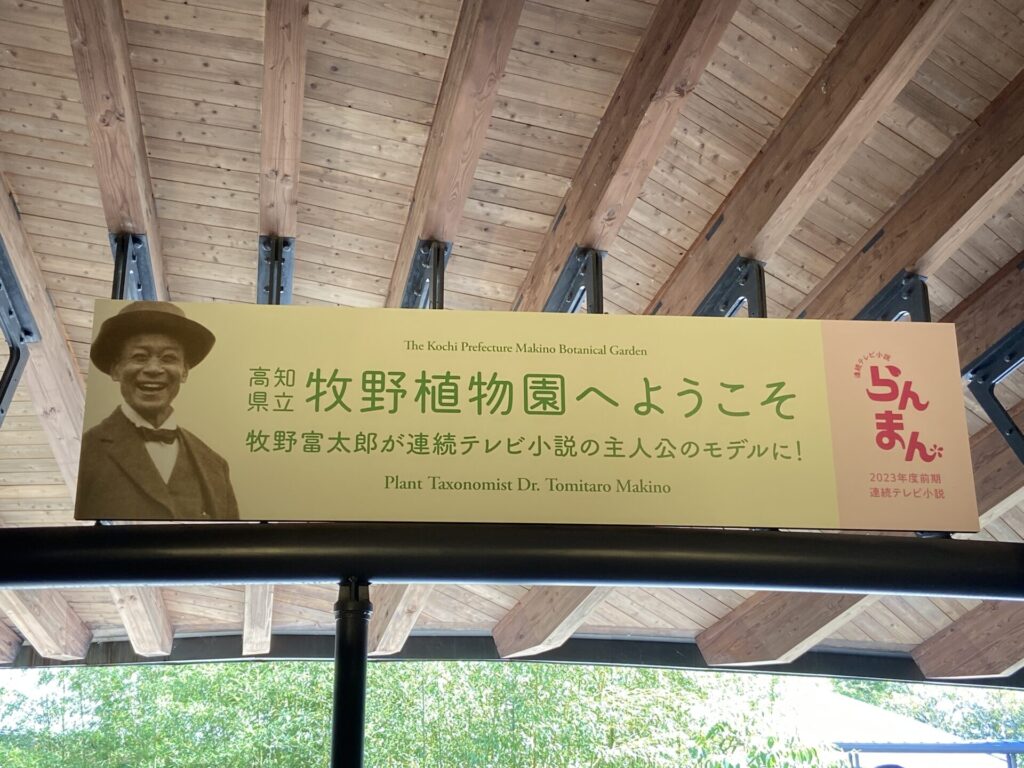 The Kochi Prefecture Makino Botanical Garden
高知県立 牧野植物園へようこそ
牧野富太郎が連続テレビ小説の主人公のモデルに!
Plant Taxonomist Dr. Tomitaro Makino
連続テレビ小説
らん
まん
2023年度前期
連続テレビ小説